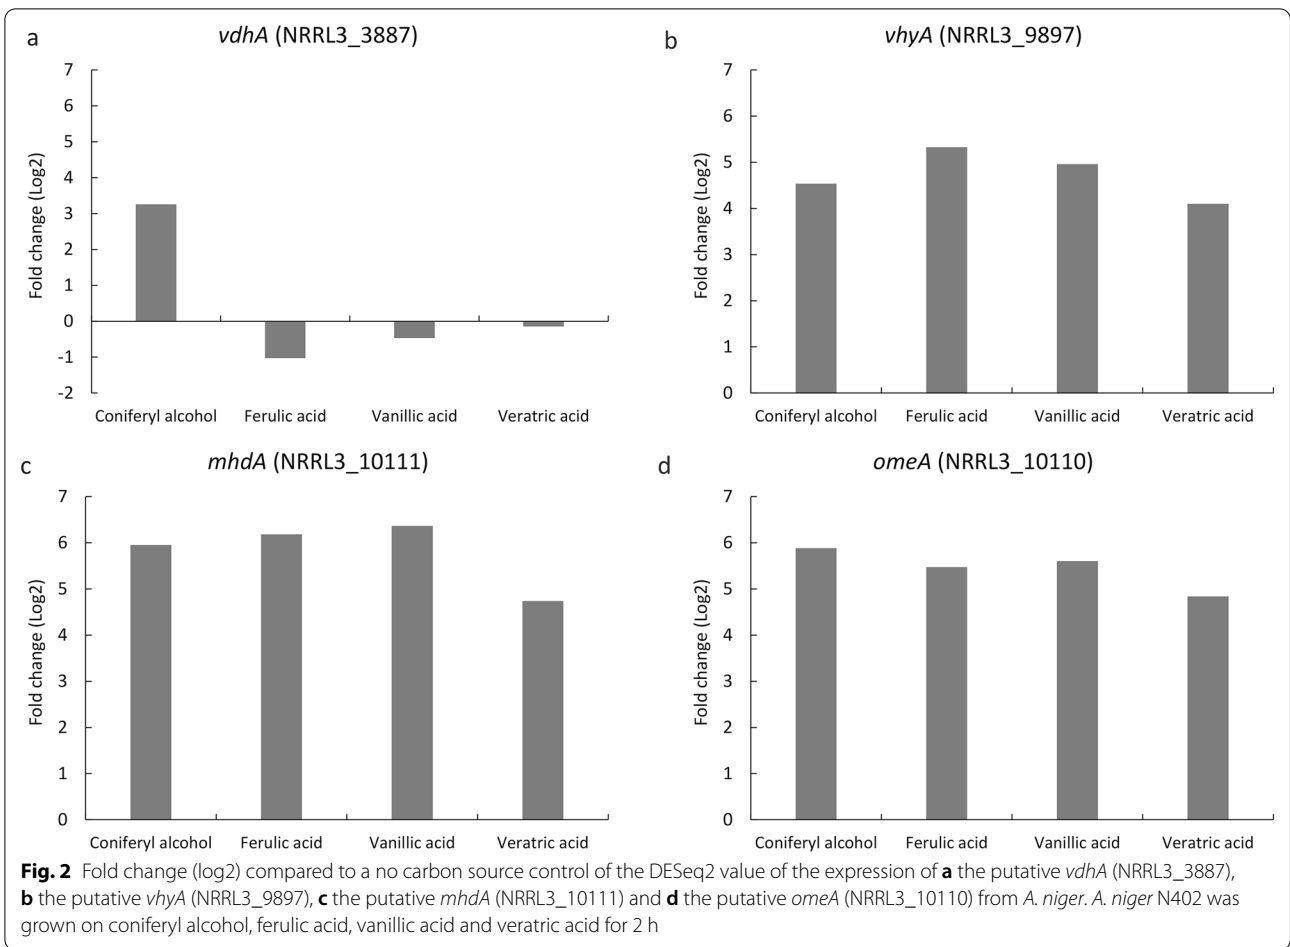 a
vdhA (NRRL3_3887)
7
6
5
4
3
2
1
0
-1
-2
Fold change (Log2)
Coniferyl alcohol Ferulic acid Vanillic acid Veratric acid
b
vhyA (NRRL3_9897)
7
6
5
4
3
2
1
0
Fold change (Log2)
Coniferyl alcohol Ferulic acid Vanillic acid Veratric acid
c
mhdA (NRRL3_10111)
7
6
5
4
3
2
1
0
Fold change (Log2)
Coniferyl alcohol Ferulic acid Vanillic acid Veratric acid
d
omeA (NRRL3_10110)
7
6
5
4
3
2
1
0
Fold change (Log2)
Coniferyl alcohol Ferulic acid Vanillic acid Veratric acid
Fig. 2 Fold change (log2) compared to a no carbon source control of the DESeq2 value of the expression of a the putative vdhA (NRRL3_3887),
b the putative vhyA (NRRL3_9897), c the putative mhdA (NRRL3_10111) and d the putative omeA (NRRL3_10110) from A. niger. A. niger N402 was
grown on coniferyl alcohol, ferulic acid, vanillic acid and veratric acid for 2 h